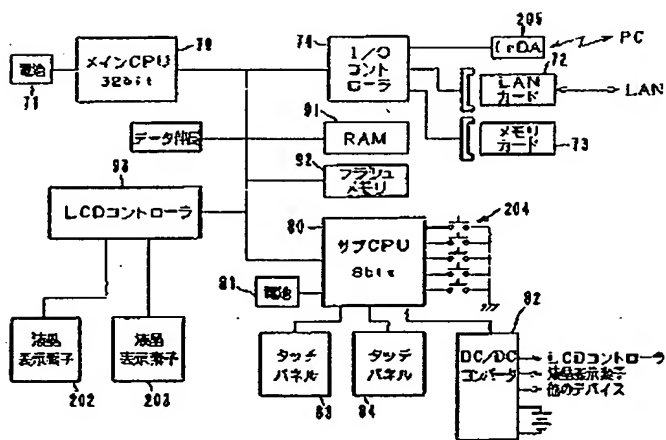 電池
71
メインCPU
32bit
70
74
I/O
コント
ローラ
205
IrDA
PC
72
LANカード
LAN
メモリカード
73
データ
91
RAM
92
フラッシュメモリ
93
LCDコントローラ
80
サブCPU
8bit
204
81
電池
82
DC/DC
コンバータ
LCDコントローラ
液晶表示素子
他のデバイス
液晶
表示素子
202
液晶
表示素子
203
タッチ
パネル
83
タッチ
パネル
84